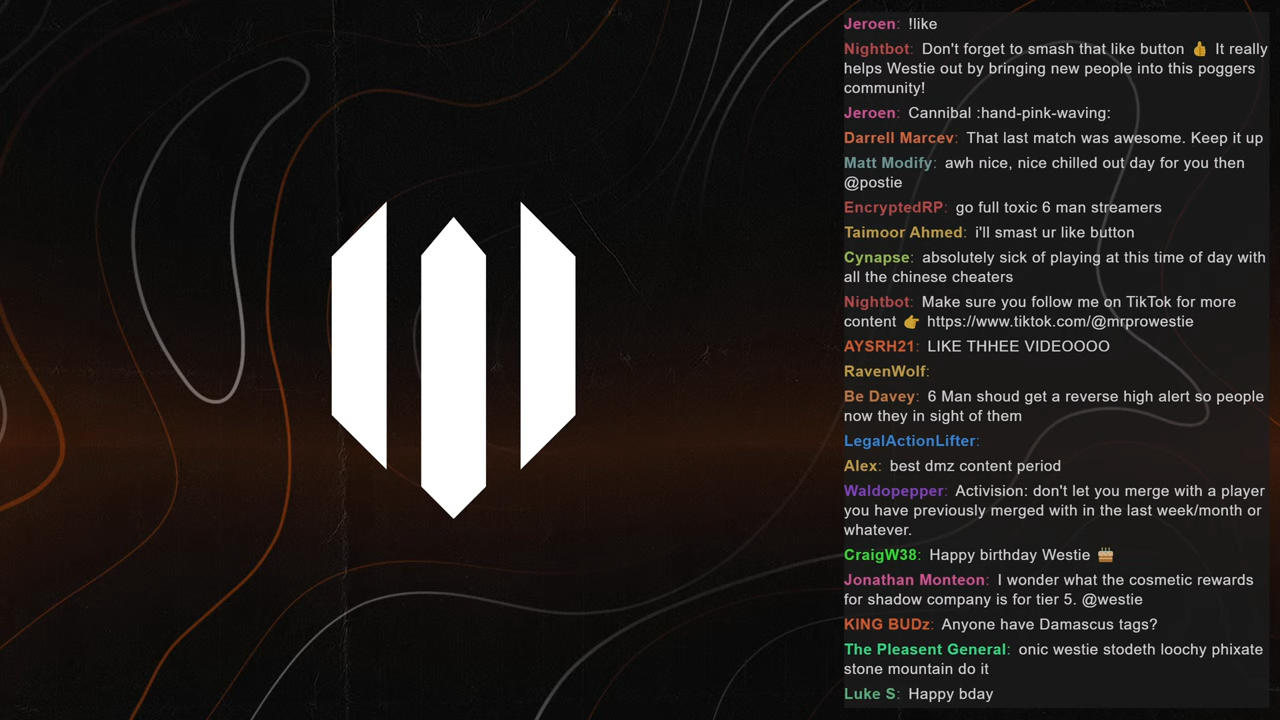 Jeroen: !like
Nightbot: Don't forget to smash that like button 👍 It really
helps Westie out by bringing new people into this poggers
community!
Jeroen: Cannibal :hand-pink-waving:
Darrell Marcev: That last match was awesome. Keep it up
Matt Modify: awh nice, nice chilled out day for you then
@postie
EncryptedRP: go full toxic 6 man streamers
Taimoor Ahmed: i'll smast ur like button
Cynapse: absolutely sick of playing at this time of day with
all the chinese cheaters
Nightbot: Make sure you follow me on TikTok for more
content 👉 https://www.tiktok.com/@mrprowestie
AYSRH21: LIKE THHEE VIDEOOOO
RavenWolf:
Be Davey: 6 Man shoud get a reverse high alert so people
now they in sight of them
LegalActionLifter:
Alex: best dmz content period
Waldopepper: Activision: don't let you merge with a player
you have previously merged with in the last week/month or
whatever.
CraigW38: Happy birthday Westie 🎂
Jonathan Monteon: I wonder what the cosmetic rewards
for shadow company is for tier 5. @westie
KING BUDz: Anyone have Damascus tags?
The Pleasent General: onic westie stodeth loochy phixate
stone mountain do it
Luke S: Happy bday